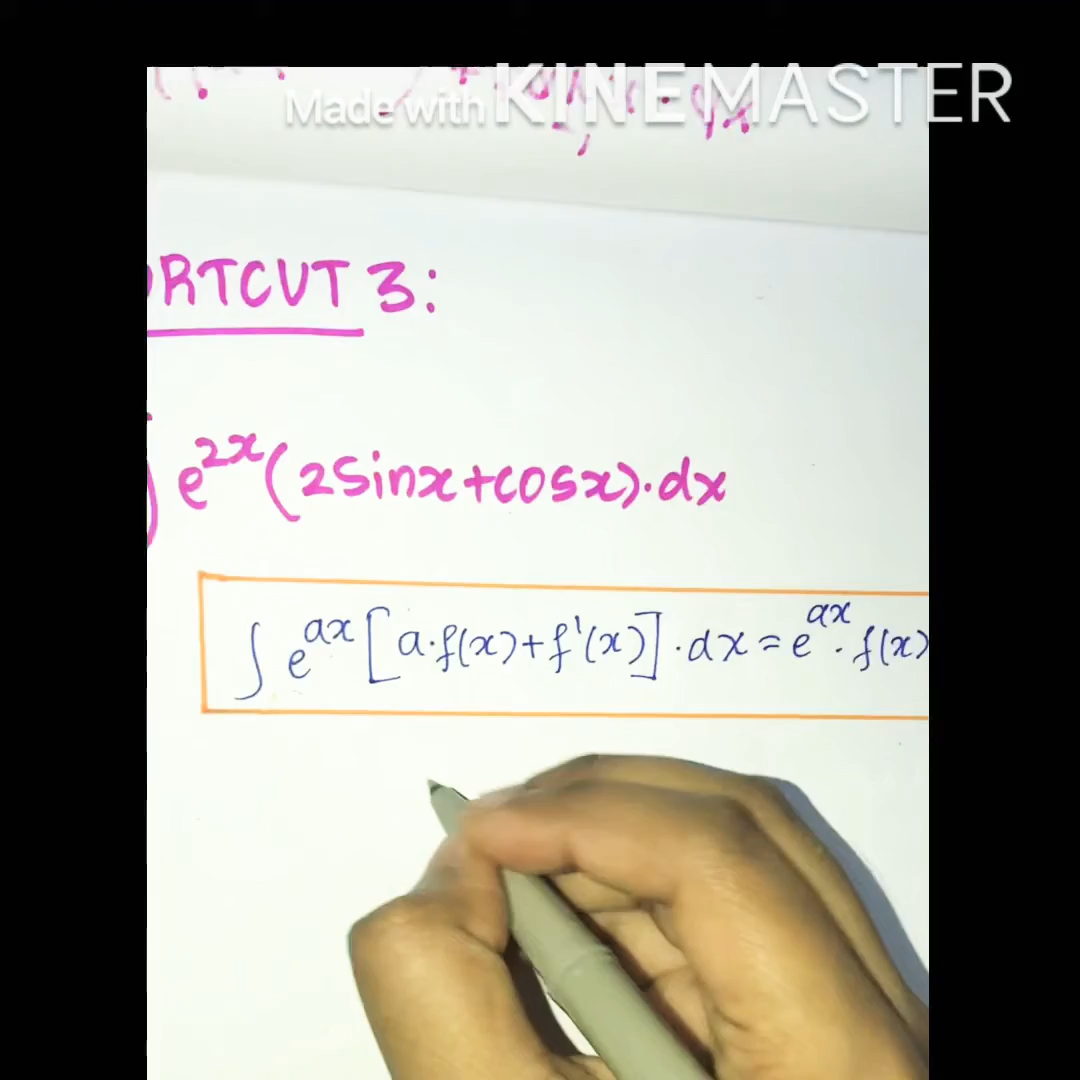 Made with KINEMASTER
RTCUT 3:
∫ e^{2x} (2sinx+cosx).dx
∫ e^{ax} [a.f(x)+f'(x)].dx = e^{ax}.f(x)